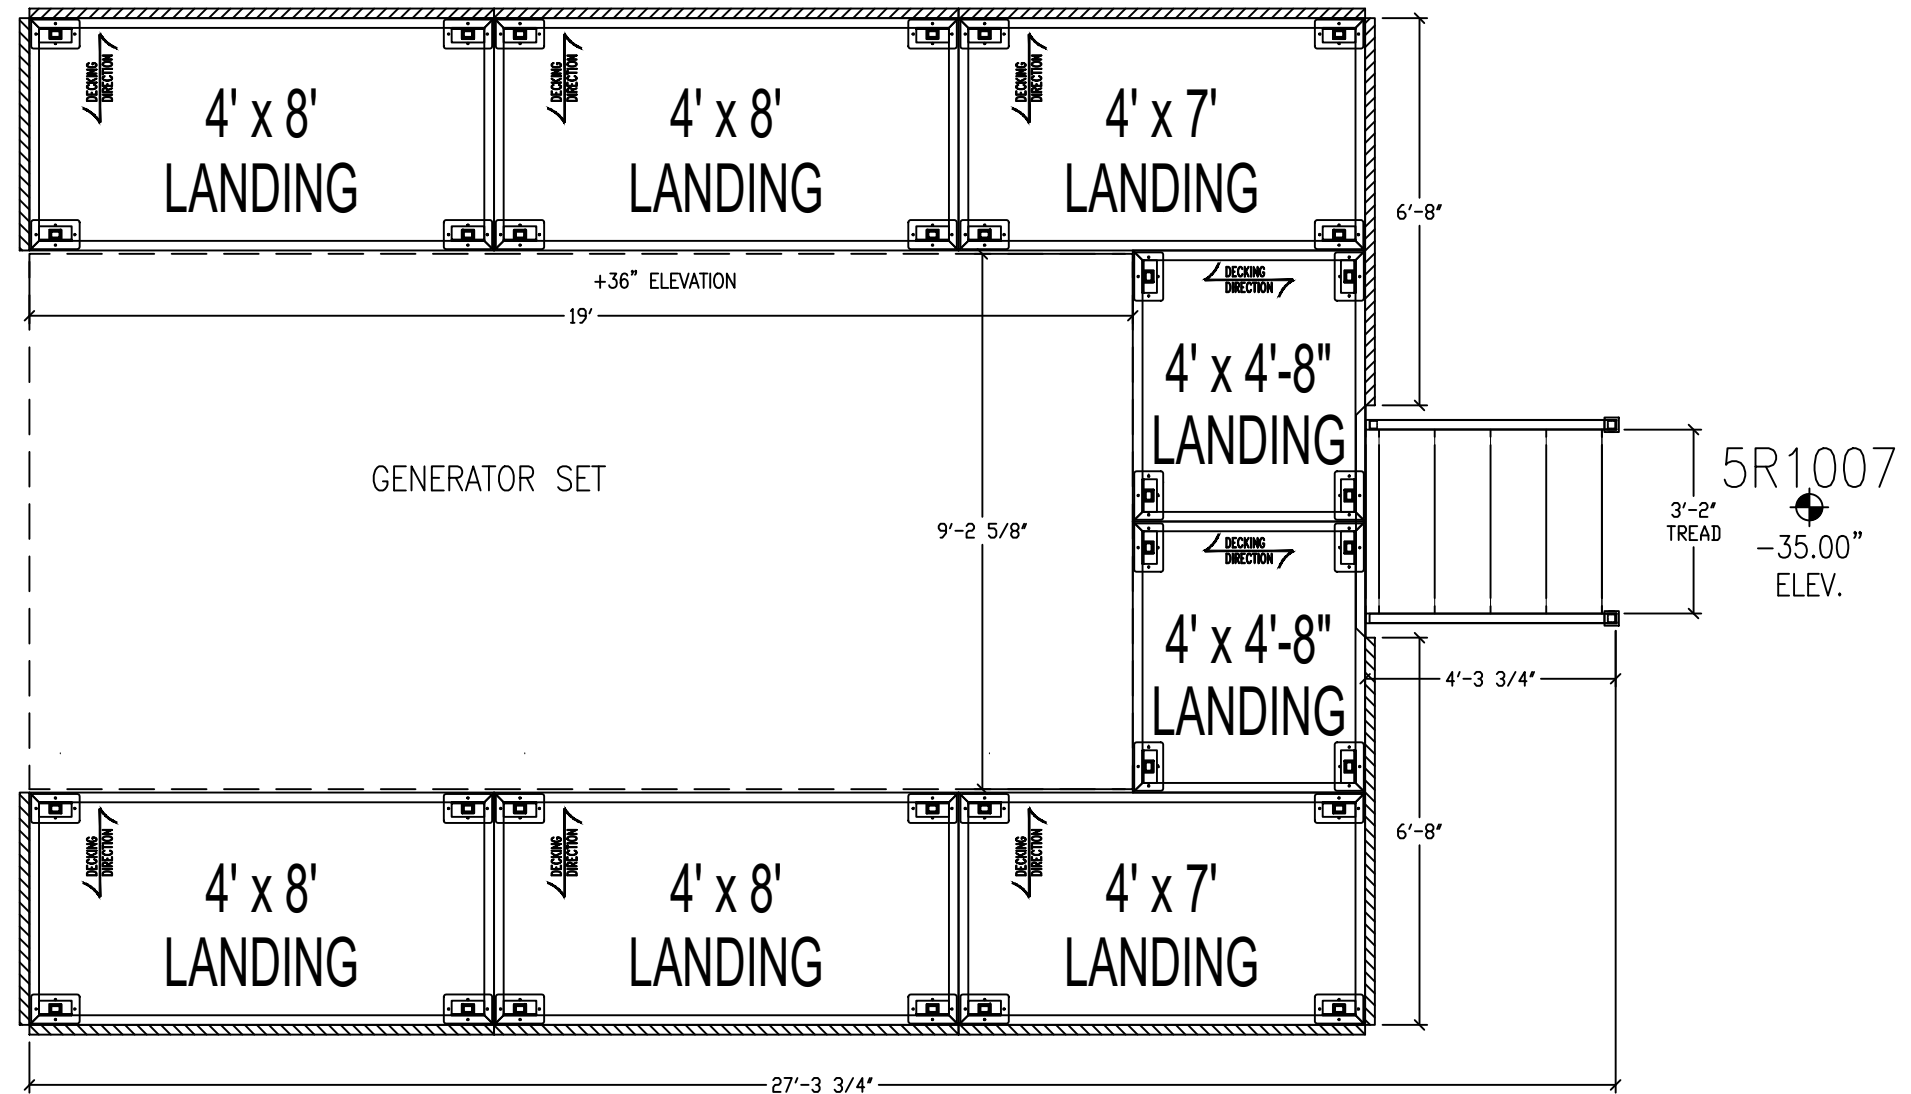 DECKING
DIRECTION
4' x 8'
LANDING
DECKING
DIRECTION
4' x 8'
LANDING
DECKING
DIRECTION
4' x 7'
LANDING
6'-8"
+36" ELEVATION
19'
DECKING
DIRECTION
4' x 4'-8"
LANDING
GENERATOR SET
9'-2 5/8"
5R1007
3'-2"
TREAD
-35.00"
ELEV.
DECKING
DIRECTION
4' x 4'-8"
LANDING
4'-3 3/4"
6'-8"
DECKING
DIRECTION
4' x 8'
LANDING
DECKING
DIRECTION
4' x 8'
LANDING
DECKING
DIRECTION
4' x 7'
LANDING
27'-3 3/4"